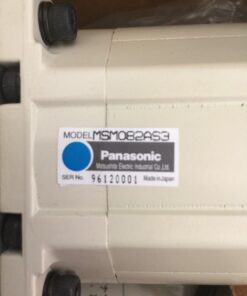 MODEL MSM082AS3
Panasonic
Matsushita Electric Industrial Co.,Ltd.
SER No. 96120001 Made in Japan